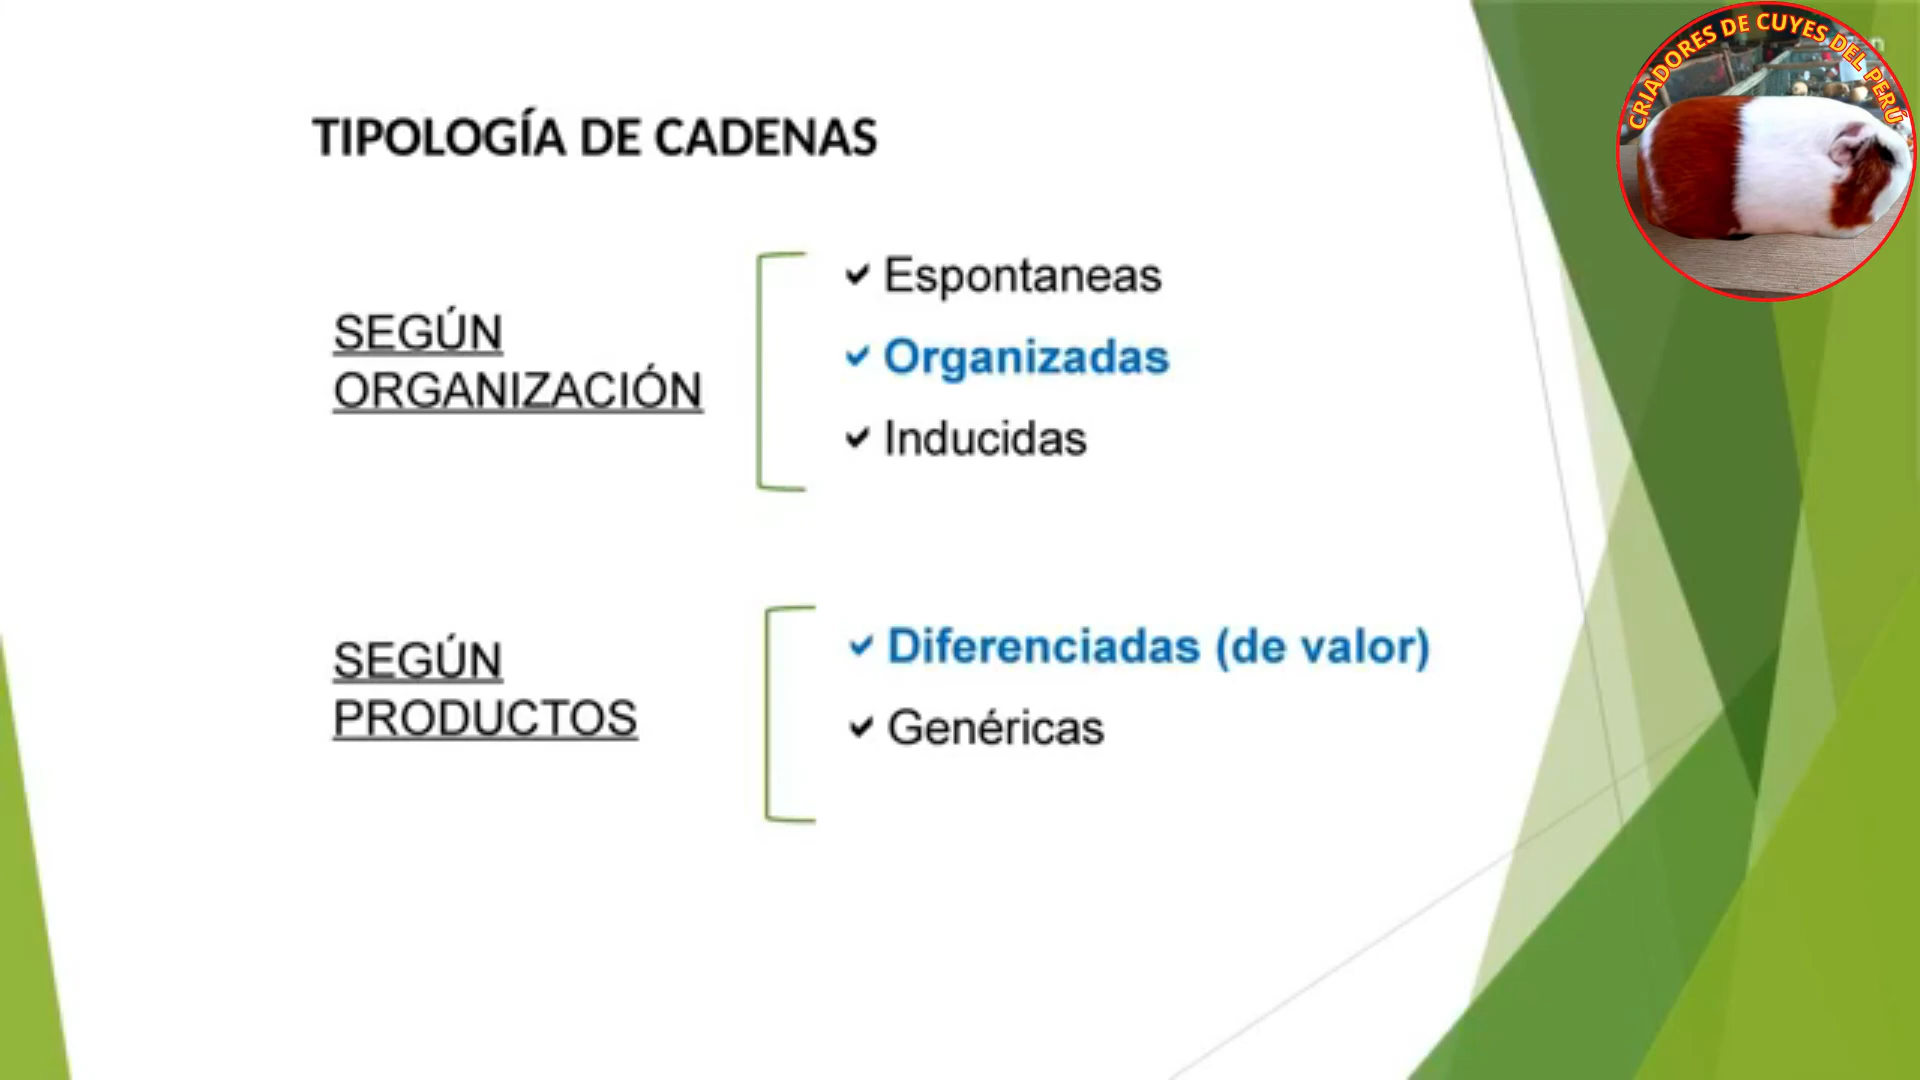 CRIADORES DE CUYES DEL PERÚ
TIPOLOGÍA DE CADENAS
SEGÚN
ORGANIZACIÓN
✓ Espontaneas
✓ Organizadas
✓ Inducidas
SEGÚN
PRODUCTOS
✓ Diferenciadas (de valor)
✓ Genéricas